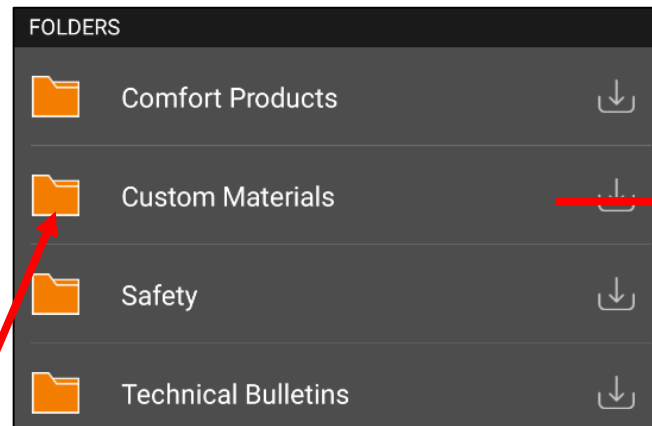 FOLDERS
Comfort Products
Custom Materials
Safety
Technical Bulletins